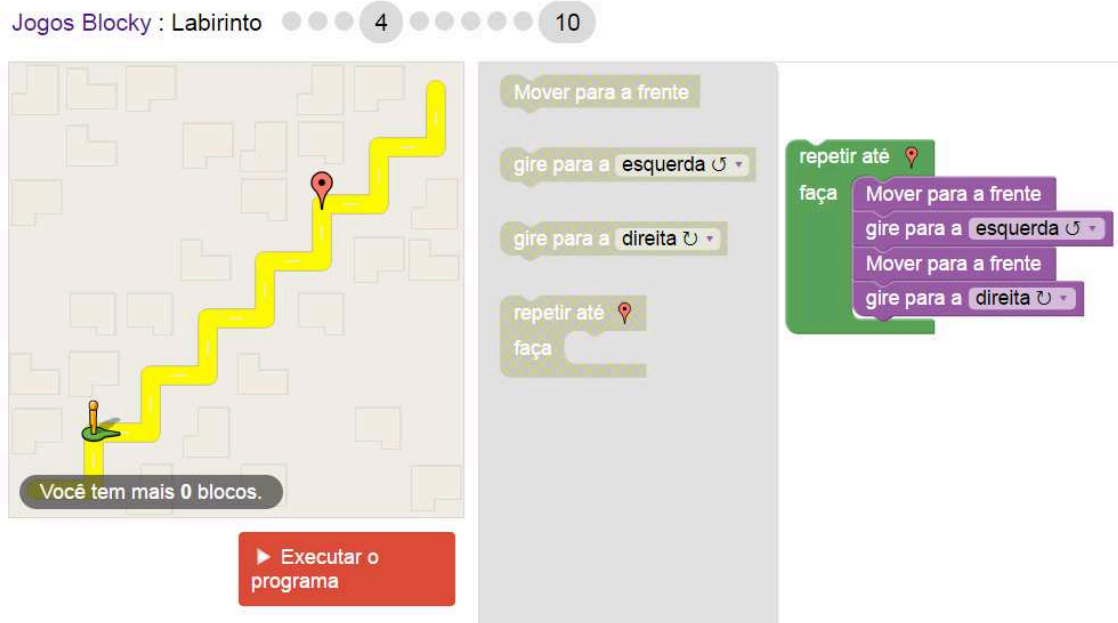 Jogos Blocky : Labirinto 4 10
Você tem mais 0 blocos.
Executar o
programa
Mover para a frente
gire para a esquerda ↺ ▾
gire para a direita ↻ ▾
repetir até
faça
repetir até
faça Mover para a frente
gire para a esquerda ↺ ▾
Mover para a frente
gire para a direita ↻ ▾